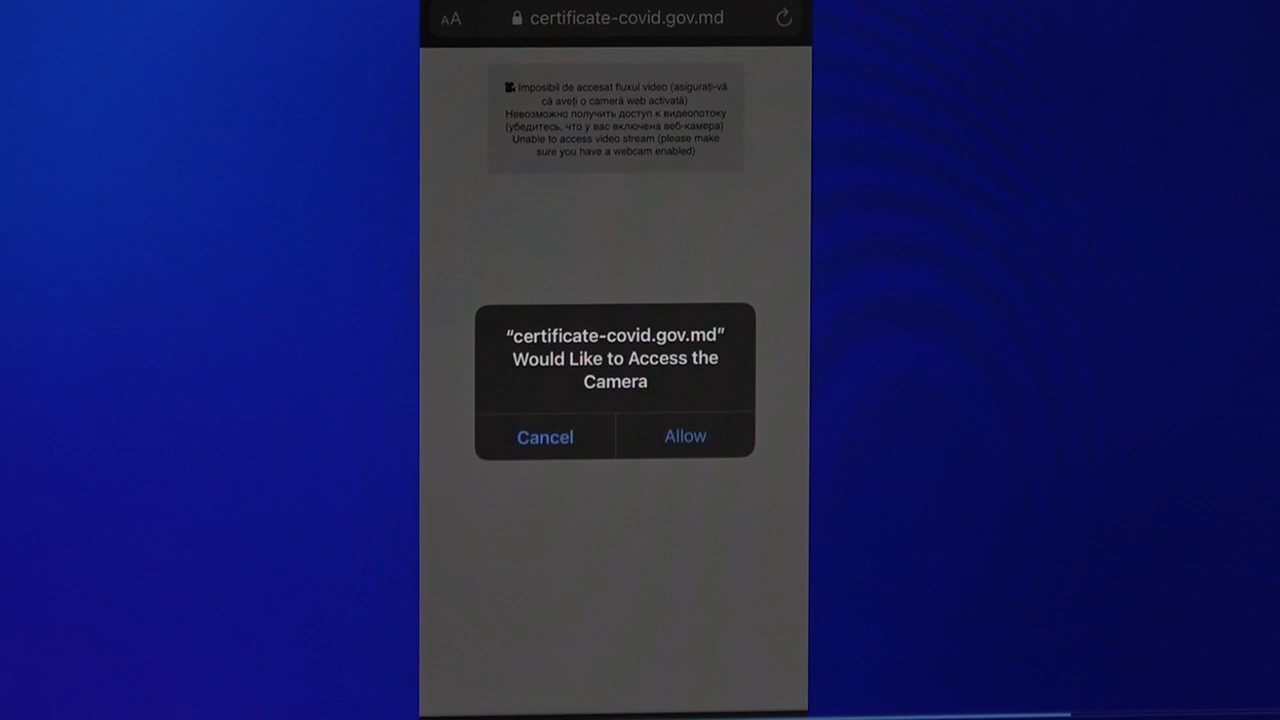 AA certificate-covid.gov.md
Imposibil de accesat fluxul video (asigurați-vă
că aveți o cameră web activată)
Невозможно получить доступ к видеопотоку
(убедитесь, что у вас включена веб-камера)
Unable to access video stream (please make
sure you have a webcam enabled)
“certificate-covid.gov.md”
Would Like to Access the
Camera
Cancel Allow